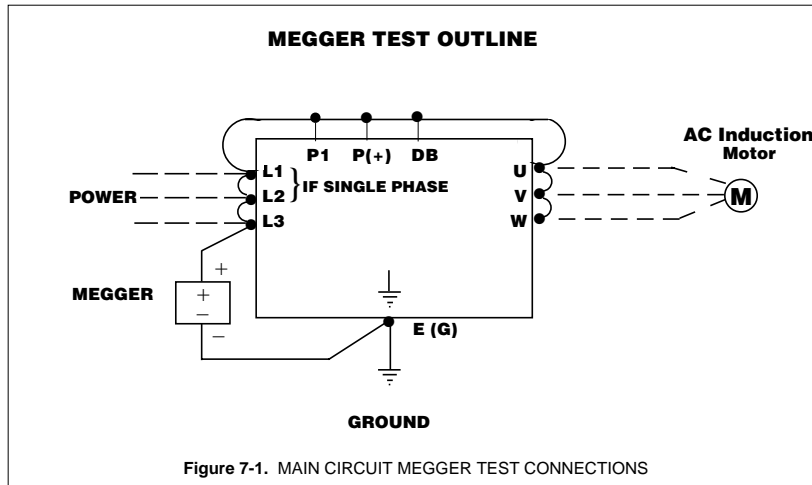 MEGGER TEST OUTLINE
P1 P(+) DB
AC Induction
Motor
L1
L2
L3
} IF SINGLE PHASE
POWER
U
V
W
M
MEGGER
+
+
–
–
E (G)
GROUND
Figure 7-1. MAIN CIRCUIT MEGGER TEST CONNECTIONS